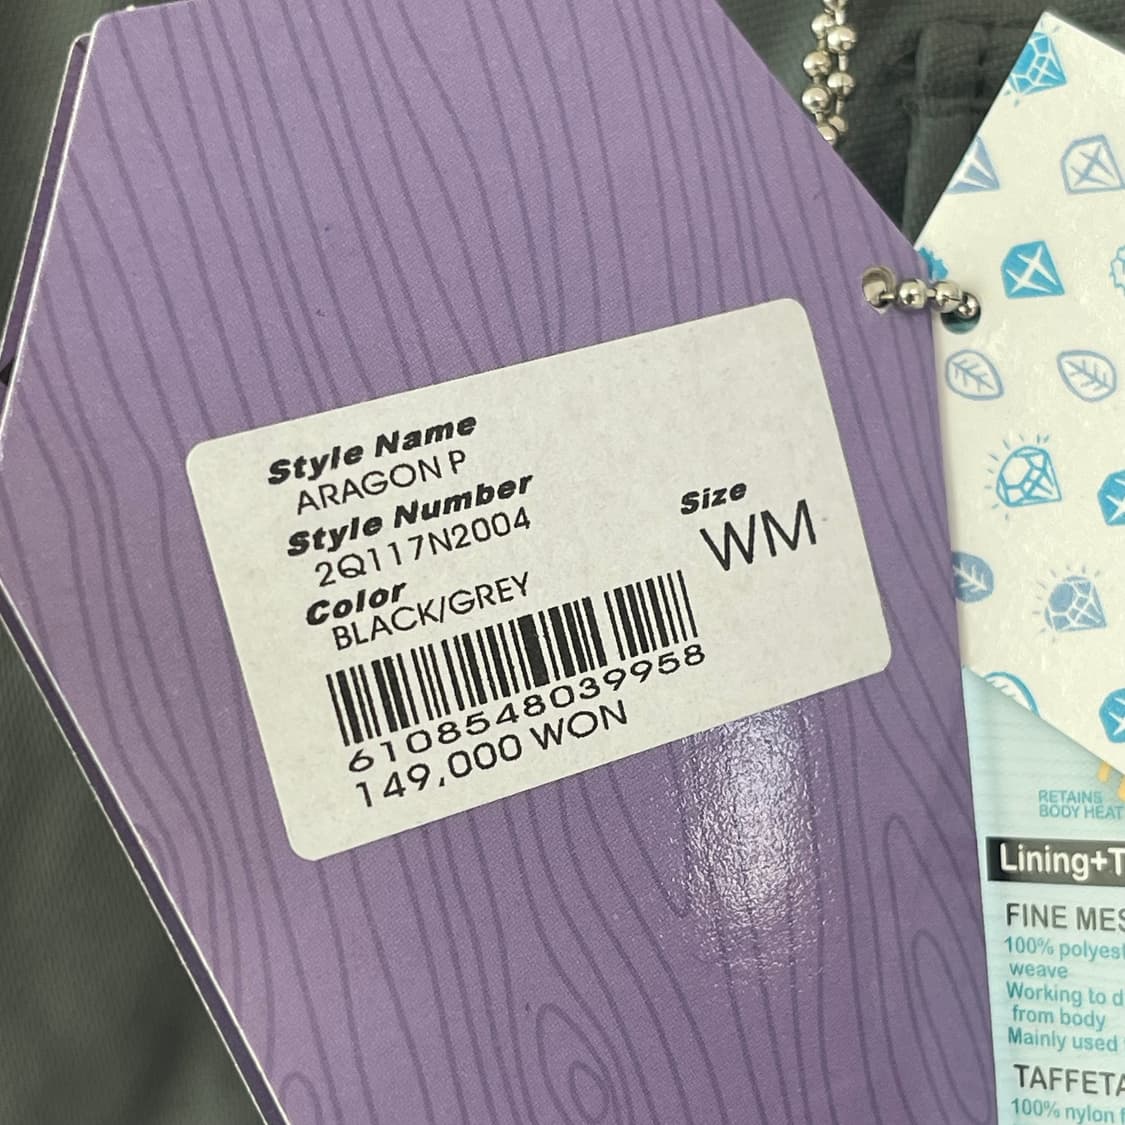 Style Name
ARAGON P
Style Number
2Q117N2004
Color
BLACK/GREY
Size
WM
6108548039958
149,000 WON
RETAINS
BODY HEAT
Lining+T
FINE MES
100% polyest
weave
Working to d
from body
Mainly used
TAFFETA
100% nylon f